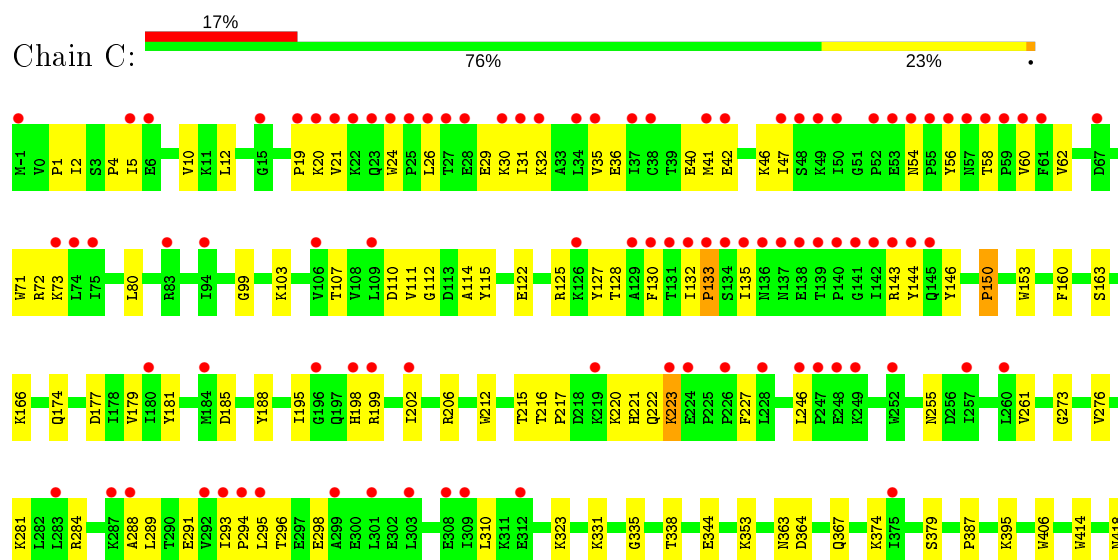 17%
Chain C:
76% 23% •
M-1 V0 P1 I2 S3 P4 I5 E6 V10 K11 L12 G15 P19 K20 V21 K22 Q23 W24 P25 L26 T27 E28 E29 K30 I31 K32 A33 L34 V35 E36 I37 C38 T39 E40 M41 E42 K46 I47 S48 K49 I50 G51 P52 E53 N54 P55 Y56 N57 T58 P59 V60 F61 V62 D67
W71 R72 K73 L74 I75 L80 R83 I94 G99 K103 V106 T107 V108 L109 D110 V111 G112 D113 A114 Y115 E122 R125 K126 Y127 T128 A129 F130 T131 I132 P133 S134 I135 N136 N137 E138 T139 P140 G141 I142 R143 Y144 Q145 Y146 P150 W153 F160 S163
K166 Q174 D177 I178 V179 I180 Y181 M184 D185 Y188 I195 G196 Q197 H198 R199 I202 R206 W212 T215 T216 P217 D218 K219 K220 H221 Q222 K223 E224 P225 P226 F227 L228 L246 P247 E248 K249 W252 N255 D256 I257 L260 V261 G273 V276
K281 L282 L283 R284 K287 A288 L289 T290 E291 V292 I293 P294 L295 T296 E297 E298 A299 E300 L301 E302 L303 E308 I309 L310 K311 E312 K323 K331 G335 T338 E344 K353 N363 D364 Q367 K374 I375 S379 P387 K395 W406 W414